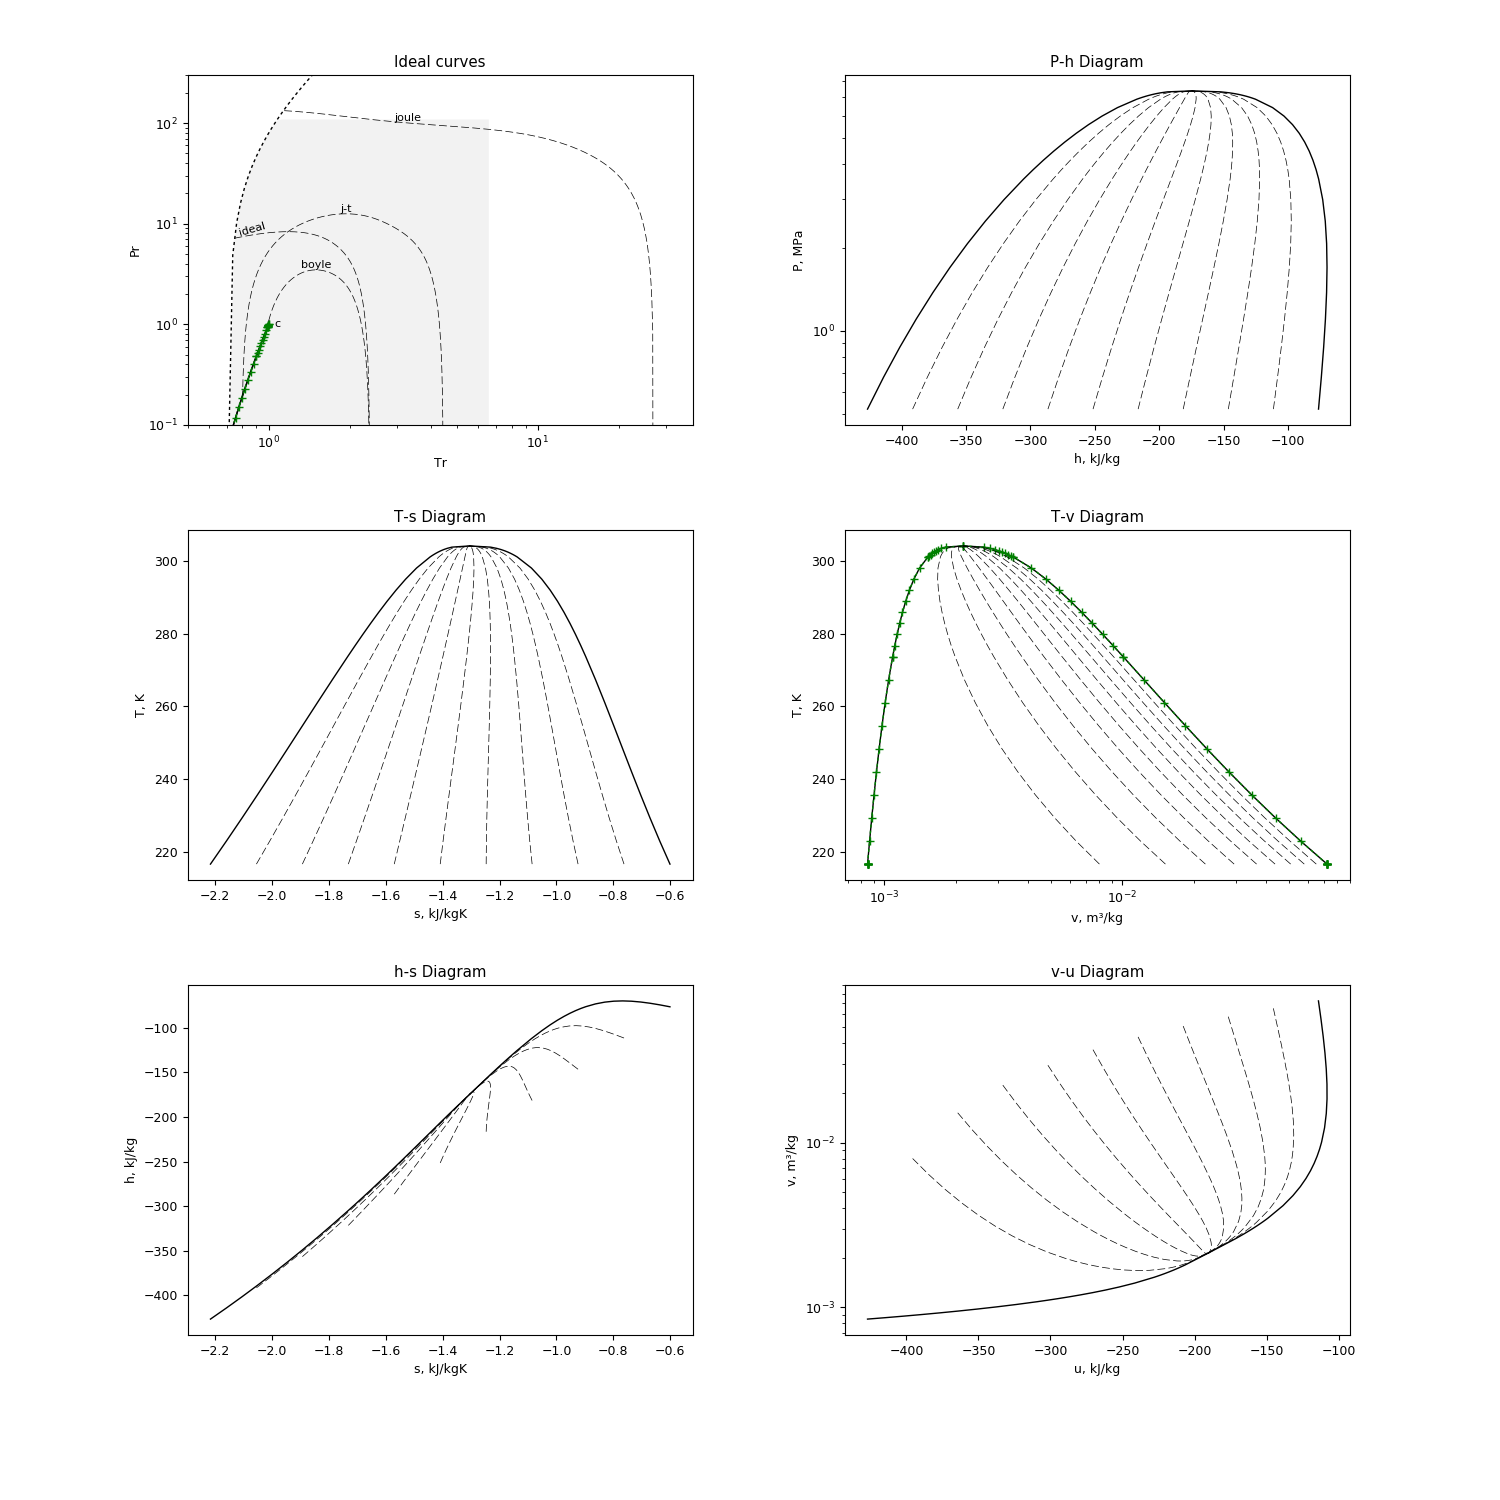 Ideal curves
10²
10¹
10⁰
10⁻¹
Pr
joule
j-t
ideal
boyle
c
10⁰ 10¹
Tr
P-h Diagram
P, MPa
10⁰
−400 −350 −300 −250 −200 −150 −100
h, kJ/kg
T-s Diagram
300
280
260
240
220
T, K
−2.2 −2.0 −1.8 −1.6 −1.4 −1.2 −1.0 −0.8 −0.6
s, kJ/kgK
T-v Diagram
300
280
260
240
220
T, K
10⁻³ 10⁻²
v, m³/kg
h-s Diagram
−100
−150
−200
−250
−300
−350
−400
h, kJ/kg
−2.2 −2.0 −1.8 −1.6 −1.4 −1.2 −1.0 −0.8 −0.6
s, kJ/kgK
v-u Diagram
10⁻²
10⁻³
v, m³/kg
−400 −350 −300 −250 −200 −150 −100
u, kJ/kg